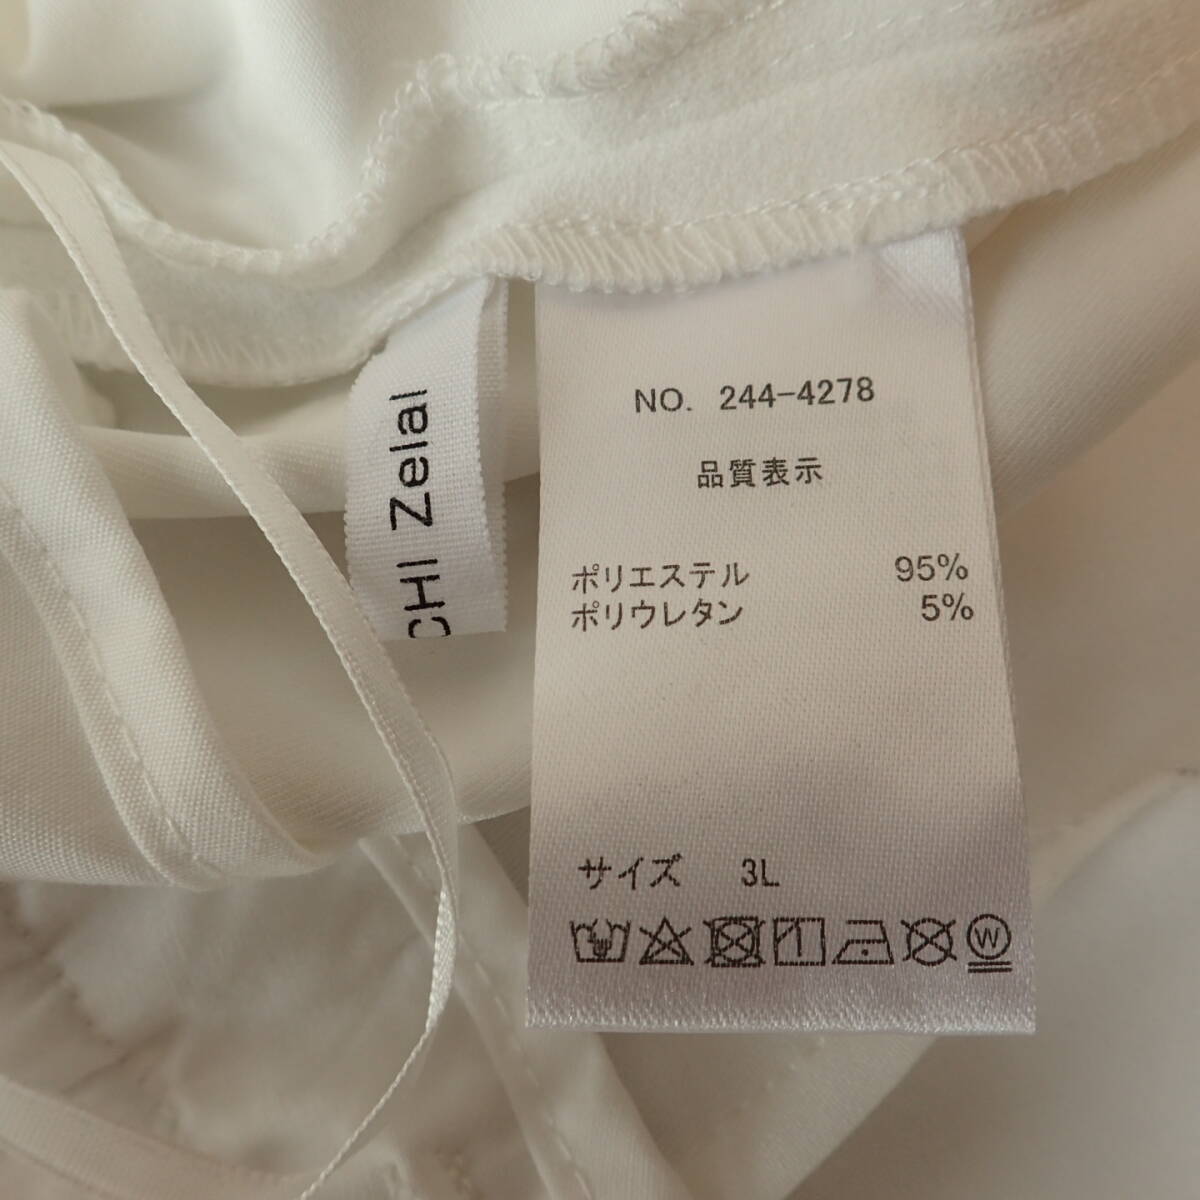 CHI Zelal
NO. 244-4278
品質表示
ポリエステル 95%
ポリウレタン 5%
サイズ 3L
W